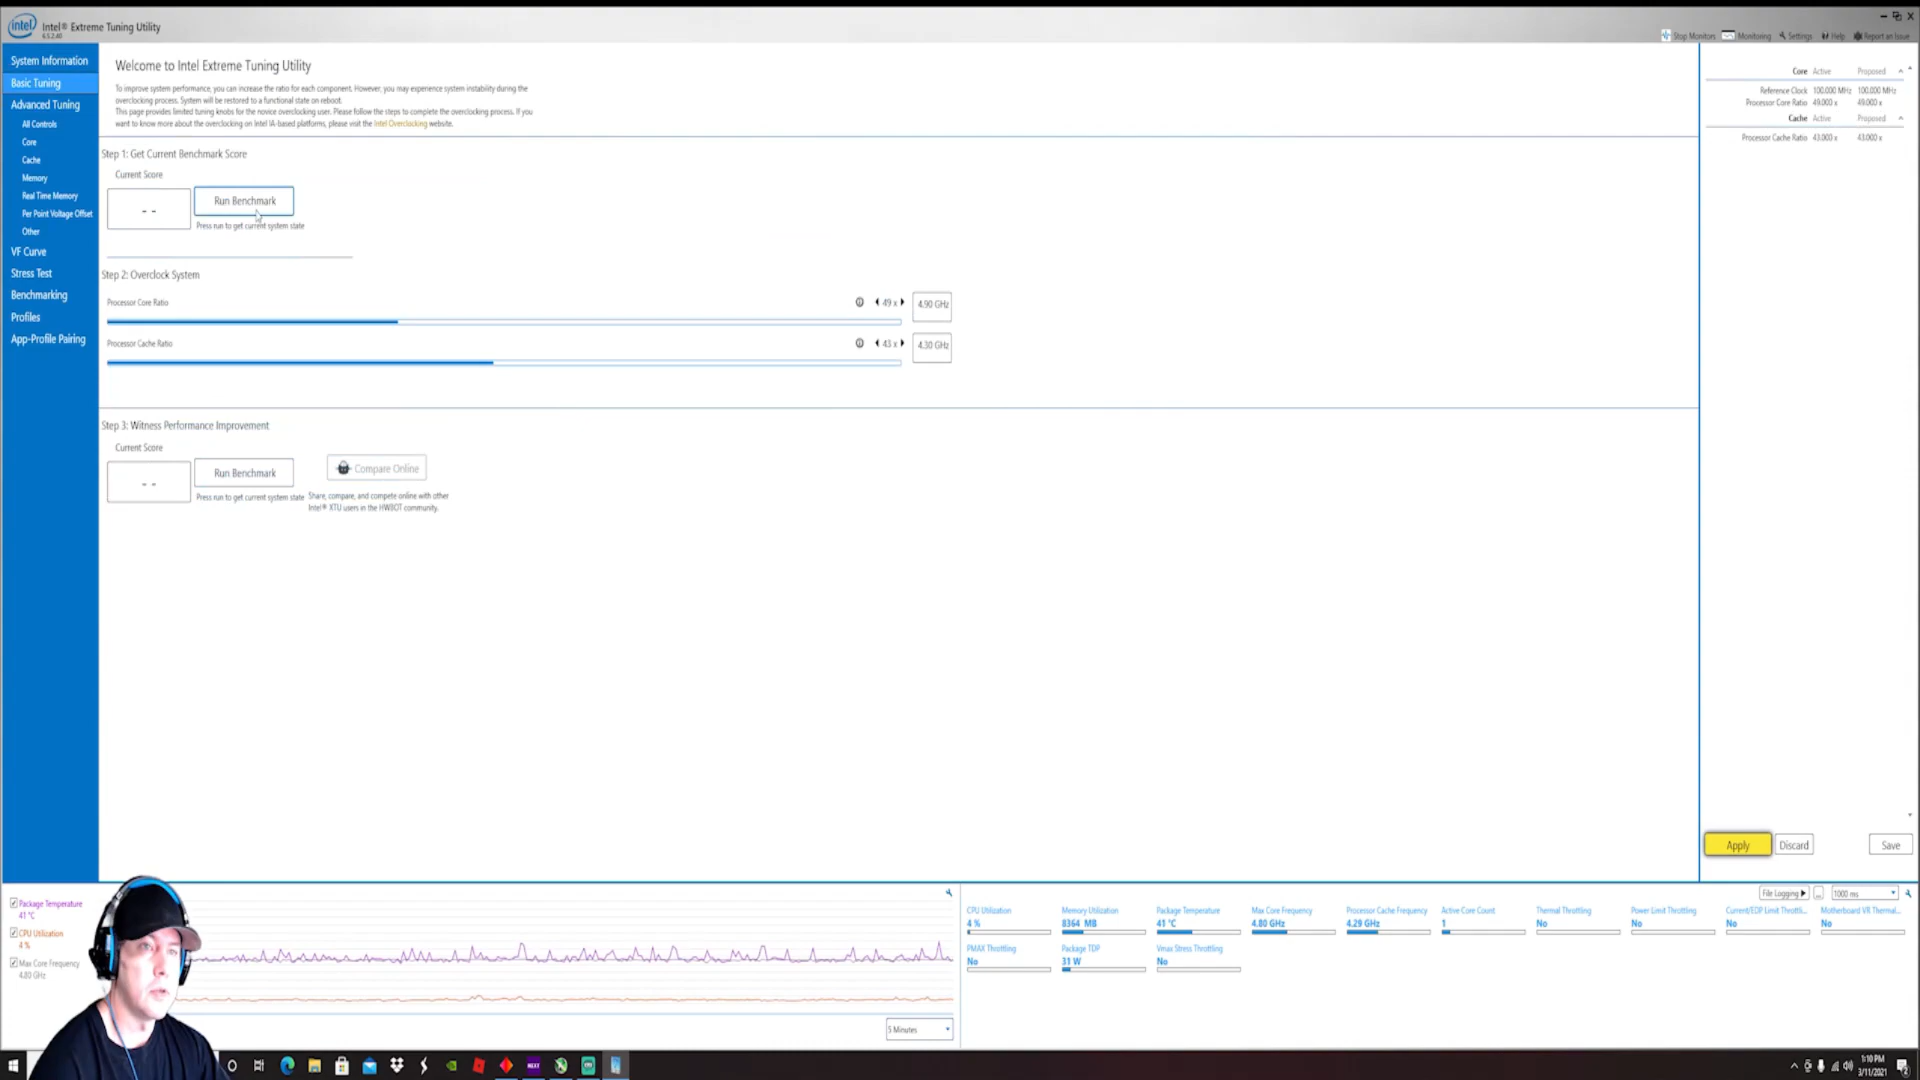 intel
Intel® Extreme Tuning Utility
6.5.2.40
Stop Monitors
Monitoring
Settings
Help
Report an Issue
System Information
Basic Tuning
Advanced Tuning
All Controls
Core
Cache
Memory
Real Time Memory
Per Point Voltage Offset
Other
VF Curve
Stress Test
Benchmarking
Profiles
App-Profile Pairing
Welcome to Intel Extreme Tuning Utility
To improve system performance, you can increase the ratio for each component. However, you may experience system instability during the
overclocking process. System will be restored to a functional state on reboot.
This page provides limited tuning knobs for the novice overclocking user. Please follow the steps to complete the overclocking process. If you
want to know more about the overclocking on Intel IA-based platforms, please visit the Intel Overclocking website.
Step 1: Get Current Benchmark Score
Current Score
- -
Run Benchmark
Press run to get current system state
Step 2: Overclock System
Processor Core Ratio
49 x
4.90 GHz
Processor Cache Ratio
43 x
4.30 GHz
Step 3: Witness Performance Improvement
Current Score
- -
Run Benchmark
Compare Online
Press run to get current system state
Share, compare, and compete online with other
Intel® XTU users in the HWBOT community.
Core Active Proposed
Reference Clock 100.000 MHz 100.000 MHz
Processor Core Ratio 49.000 x 49.000 x
Cache Active Proposed
Processor Cache Ratio 43.000 x 43.000 x
Apply
Discard
Save
Package Temperature
41 °C
CPU Utilization
4 %
Max Core Frequency
4.80 GHz
5 Minutes
File Logging
...
1000 ms
CPU Utilization
4 %
Memory Utilization
8364 MB
Package Temperature
41 °C
Max Core Frequency
4.80 GHz
Processor Cache Frequency
4.29 GHz
Active Core Count
1
Thermal Throttling
No
Power Limit Throttling
No
Current/EDP Limit Throttli...
No
Motherboard VR Thermal...
No
PMAX Throttling
No
Package TDP
31 W
Vmax Stress Throttling
No
NEXT
1:10 PM
3/11/2021